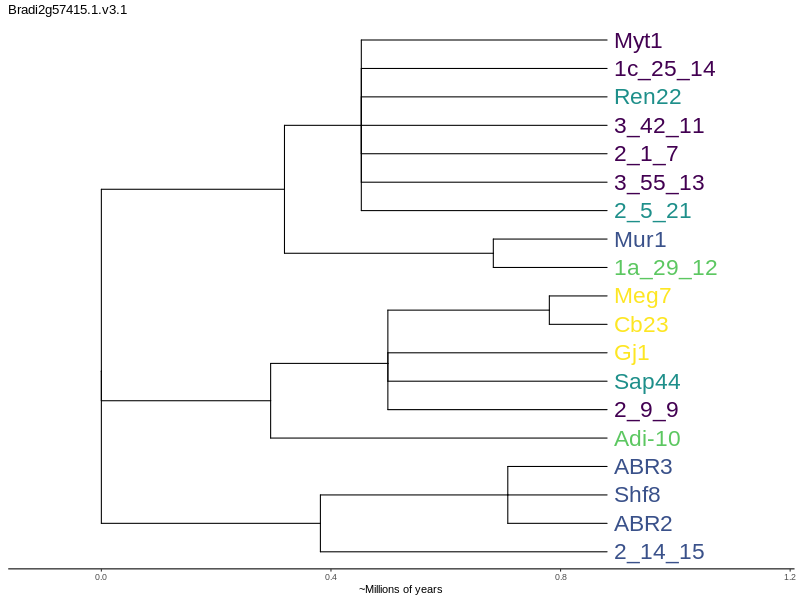 Bradi2g57415.1.v3.1
Myt1
1c_25_14
Ren22
3_42_11
2_1_7
3_55_13
2_5_21
Mur1
1a_29_12
Meg7
Cb23
Gj1
Sap44
2_9_9
Adi-10
ABR3
Shf8
ABR2
2_14_15
0.0 0.4 0.8 1.2
~Millions of years